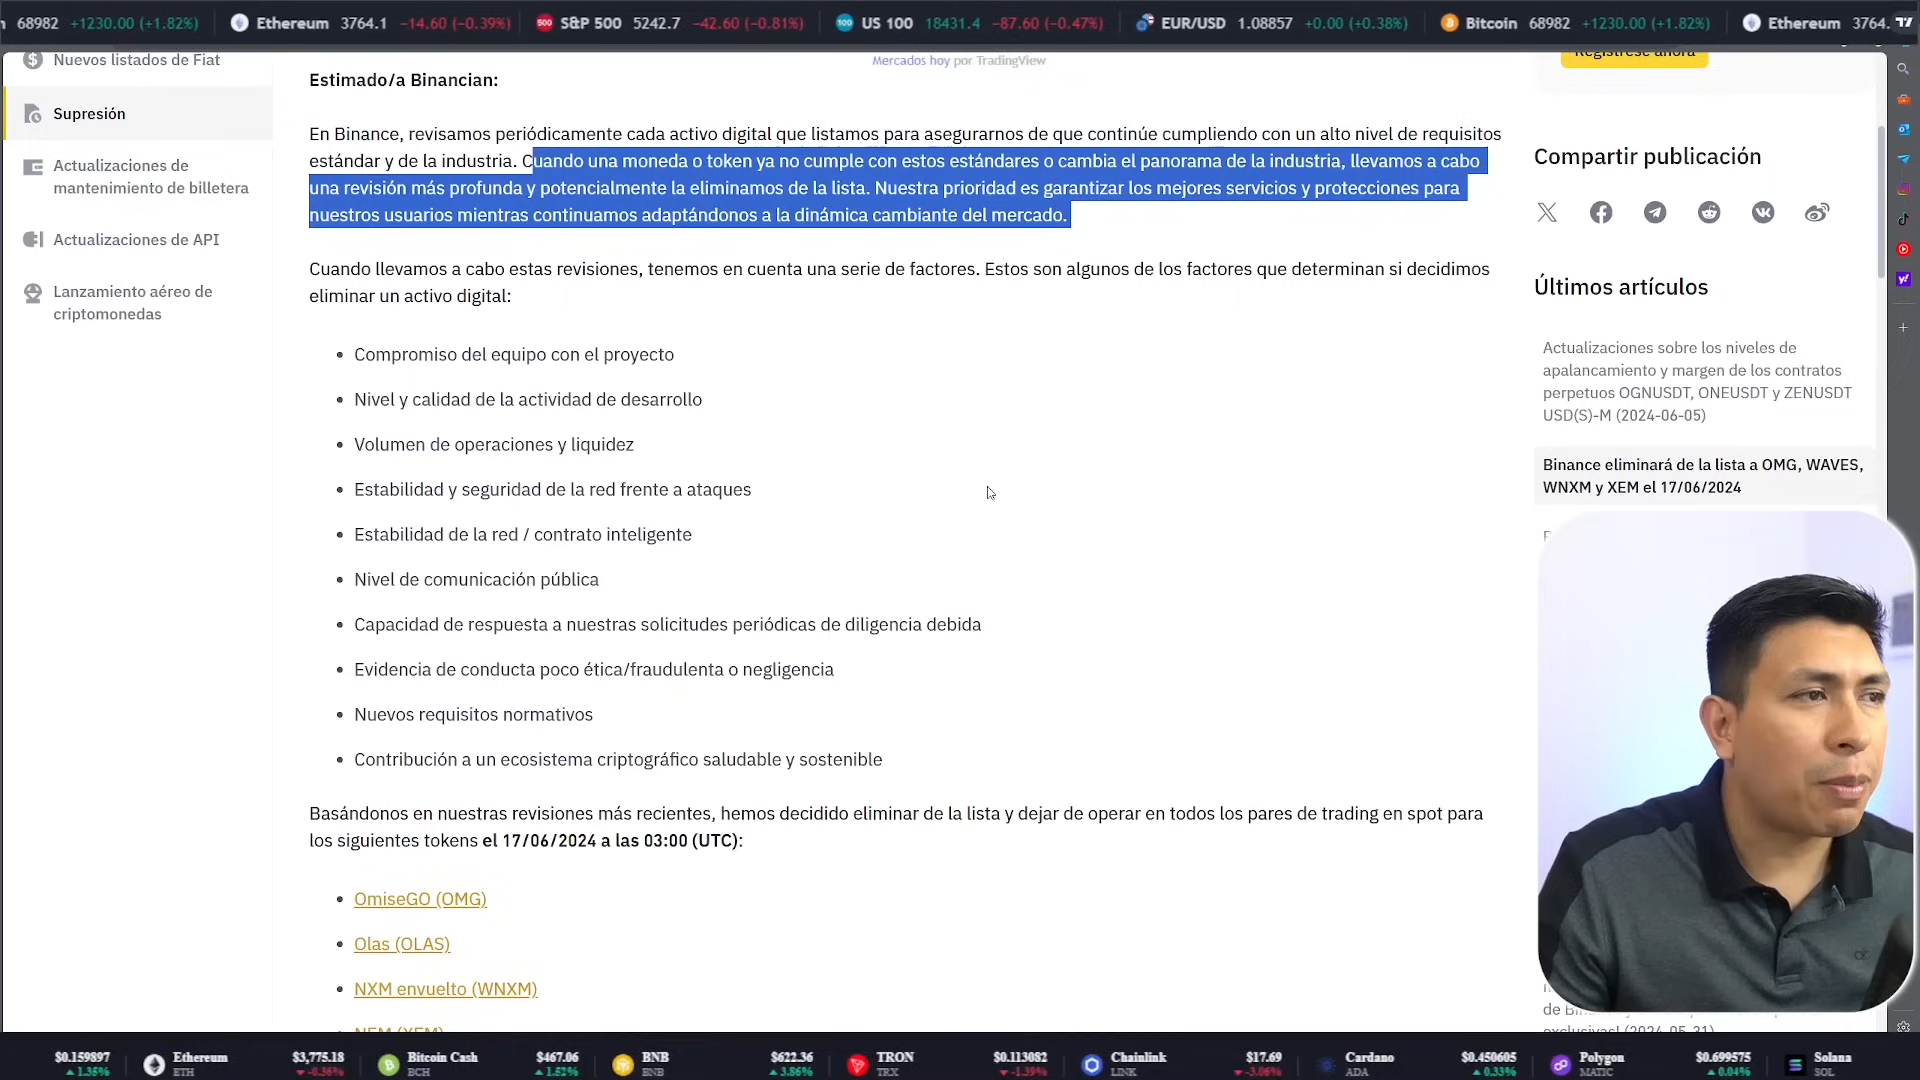 68982 +1230.00 (+1.82%) Ethereum 3764.1 −14.60 (−0.39%) 500 S&P 500 5242.7 −42.60 (−0.81%) 100 US 100 18431.4 −87.60 (−0.47%) EUR/USD 1.08857 +0.00 (+0.38%) Bitcoin 68982 +1230.00 (+1.82%) Ethereum 3764.
Mercados hoy por TradingView
Nuevos listados de Fiat
Supresión
Actualizaciones de
mantenimiento de billetera
Actualizaciones de API
Lanzamiento aéreo de
criptomonedas
Estimado/a Binancian:
En Binance, revisamos periódicamente cada activo digital que listamos para asegurarnos de que continúe cumpliendo con un alto nivel de requisitos
estándar y de la industria. Cuando una moneda o token ya no cumple con estos estándares o cambia el panorama de la industria, llevamos a cabo
una revisión más profunda y potencialmente la eliminamos de la lista. Nuestra prioridad es garantizar los mejores servicios y protecciones para
nuestros usuarios mientras continuamos adaptándonos a la dinámica cambiante del mercado.
Cuando llevamos a cabo estas revisiones, tenemos en cuenta una serie de factores. Estos son algunos de los factores que determinan si decidimos
eliminar un activo digital:
• Compromiso del equipo con el proyecto
• Nivel y calidad de la actividad de desarrollo
• Volumen de operaciones y liquidez
• Estabilidad y seguridad de la red frente a ataques
• Estabilidad de la red / contrato inteligente
• Nivel de comunicación pública
• Capacidad de respuesta a nuestras solicitudes periódicas de diligencia debida
• Evidencia de conducta poco ética/fraudulenta o negligencia
• Nuevos requisitos normativos
• Contribución a un ecosistema criptográfico saludable y sostenible
Basándonos en nuestras revisiones más recientes, hemos decidido eliminar de la lista y dejar de operar en todos los pares de trading en spot para
los siguientes tokens el 17/06/2024 a las 03:00 (UTC):
• OmiseGO (OMG)
• Olas (OLAS)
• NXM envuelto (WNXM)
NEM (XEM)
Regístrese ahora
Compartir publicación
Últimos artículos
Actualizaciones sobre los niveles de
apalancamiento y margen de los contratos
perpetuos OGNUSDT, ONEUSDT y ZENUSDT
USD(S)-M (2024-06-05)
Binance eliminará de la lista a OMG, WAVES,
WNXM y XEM el 17/06/2024
(2024-05-31)
$0.159897 Ethereum $3,775.18 Bitcoin Cash $467.06 BNB $622.36 TRON $0.113082 Chainlink $17.69 Cardano $0.450605 Polygon $0.699575 Solana
▲ 1.35% ETH ▼ -0.36% BCH ▲ 1.52% BNB ▲ 3.86% TRX ▼ -1.39% LINK ▼ -3.06% ADA ▲ 0.33% MATIC ▲ 0.04% SOL